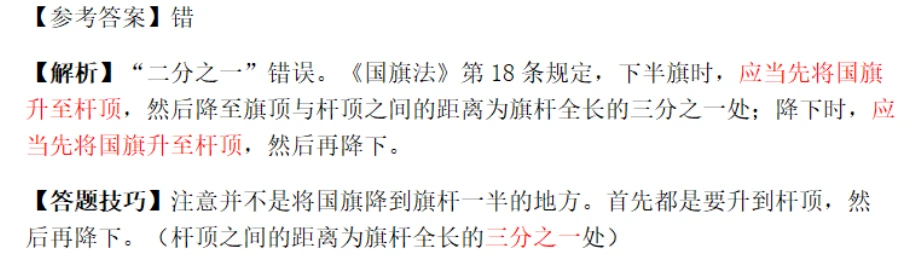 【参考答案】错
【解析】“二分之一”错误。《国旗法》第 18 条规定，下半旗时，应当先将国旗
升至杆顶，然后降至旗顶与杆顶之间的距离为旗杆全长的三分之一处；降下时，应
当先将国旗升至杆顶，然后再降下。
【答题技巧】注意并不是将国旗降到旗杆一半的地方。首先都是要升到杆顶，然
后再降下。（杆顶之间的距离为旗杆全长的三分之一处）